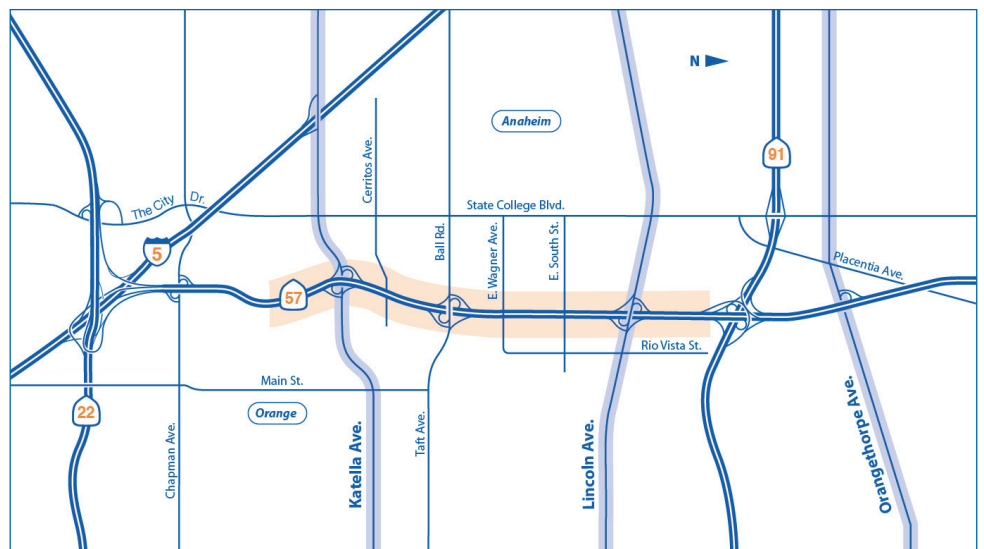 N
Anaheim
91
Cerritos Ave.
The City Dr.
State College Blvd.
Ball Rd.
E. Wagner Ave.
E. South St.
5
Placentia Ave.
57
Rio Vista St.
Main St.
Orange
22
Chapman Ave.
Katella Ave.
Taft Ave.
Lincoln Ave.
Orangethorpe Ave.